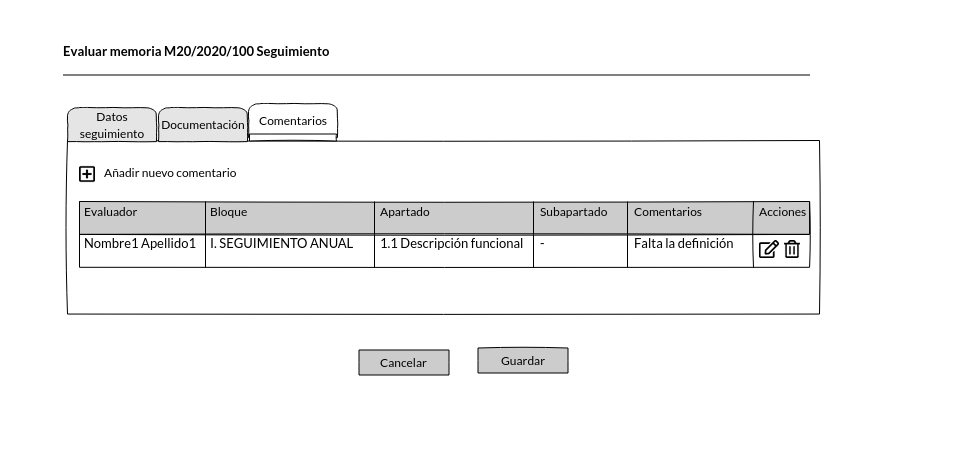 Evaluar memoria M20/2020/100 Seguimiento
Datos
seguimiento
Documentación
Comentarios
Añadir nuevo comentario
Evaluador Bloque Apartado Subapartado Comentarios Acciones
Nombre1 Apellido1 I. SEGUIMIENTO ANUAL 1.1 Descripción funcional - Falta la definición
Cancelar Guardar